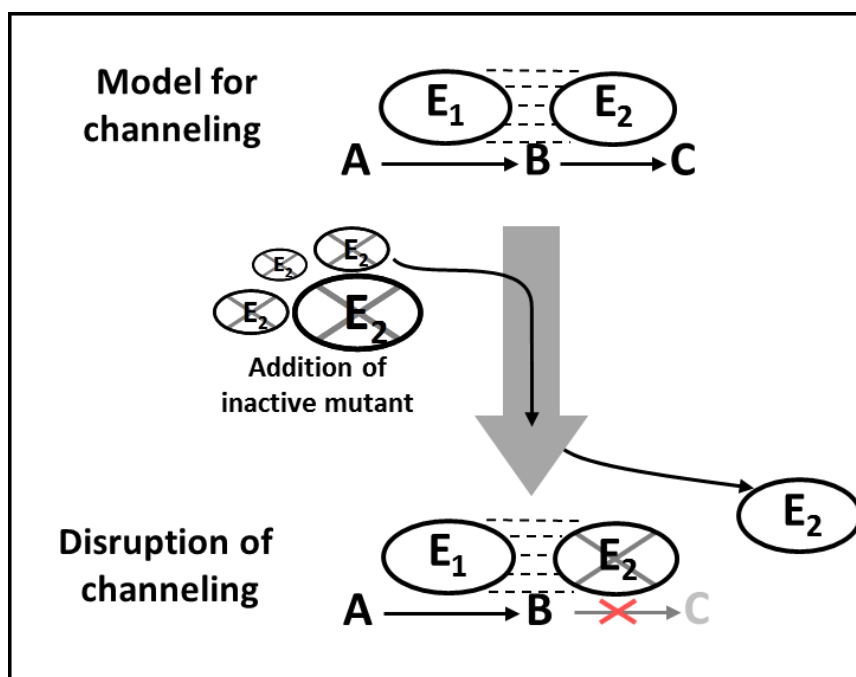 Model for
channeling
E₁ E₂
A B C
E₂
E₂
E₂
E₂
Addition of
inactive mutant
E₂
Disruption of
channeling
E₁ E₂
A B C